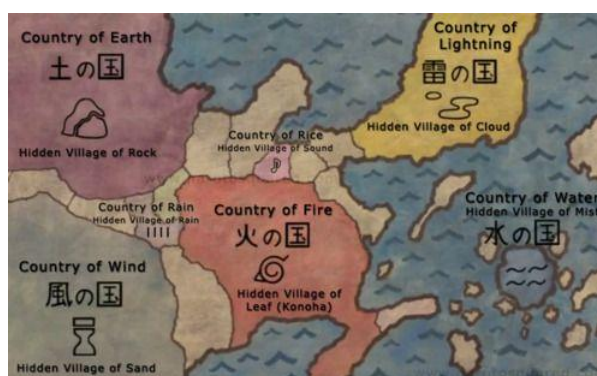 Country of Earth
土の国
Hidden Village of Rock
Country of
Lightning
雷の国
Hidden Village of Cloud
Country of Rice
Hidden Village of Sound
Country of Rain
Hidden Village of Rain
Country of Fire
火の国
Hidden Village of
Leaf (Konoha)
Country of Water
Hidden Village of Mist
水の国
Country of Wind
風の国
Hidden Village of Sand